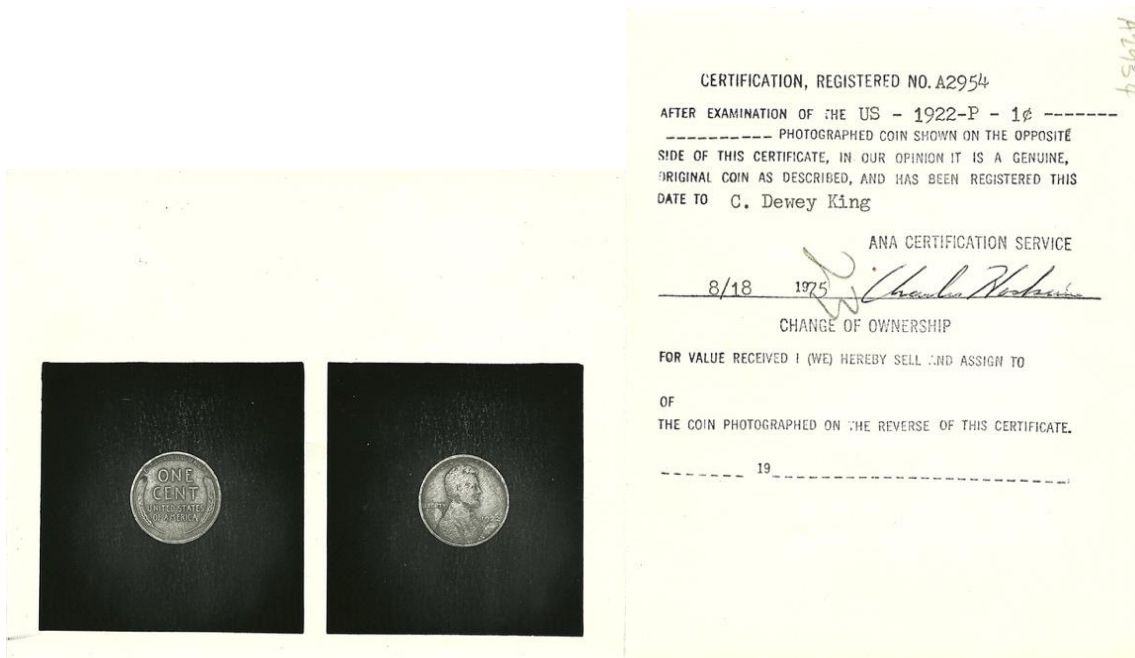 A2954
CERTIFICATION, REGISTERED NO. A2954
AFTER EXAMINATION OF THE US - 1922-P - 1¢ -------
---------- PHOTOGRAPHED COIN SHOWN ON THE OPPOSITE
SIDE OF THIS CERTIFICATE, IN OUR OPINION IT IS A GENUINE,
ORIGINAL COIN AS DESCRIBED, AND HAS BEEN REGISTERED THIS
DATE TO C. Dewey King
ANA CERTIFICATION SERVICE
8/18 1975 Charles Hoskins
CHANGE OF OWNERSHIP
FOR VALUE RECEIVED I (WE) HEREBY SELL AND ASSIGN TO
OF
THE COIN PHOTOGRAPHED ON THE REVERSE OF THIS CERTIFICATE.
------- 19-----------------------------
ONE
CENT
UNITED STATES
OF AMERICA